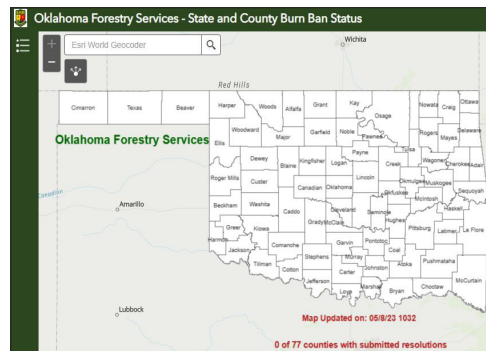 Oklahoma Forestry Services - State and County Burn Ban Status
+
Esri World Geocoder
−
Wichita
Red Hills
Cimarron Texas Beaver Harper Woods Alfalfa Grant Kay Osage Nowata Craig Ottawa
Oklahoma Forestry Services
Ellis Woodward Major Garfield Noble Pawnee Rogers Mayes Delaware
Dewey Blaine Kingfisher Logan Payne Creek Tulsa Wagoner Cherokee Adair
Roger Mills Custer Canadian Oklahoma Lincoln Okfuskee Okmulgee Muskogee Sequoyah
Canadian
Amarillo
Beckham Washita Caddo Grady McClain Cleveland Seminole Hughes McIntosh Haskell
Greer Kiowa Pittsburg Latimer Le Flore
Harmon Jackson Comanche Garvin Pontotoc Coal
Tillman Cotton Stephens Murray Johnston Atoka Pushmataha
Jefferson Carter Love Marshall Bryan Choctaw McCurtain
Lubbock
Map Updated on: 05/8/23 1032
0 of 77 counties with submitted resolutions